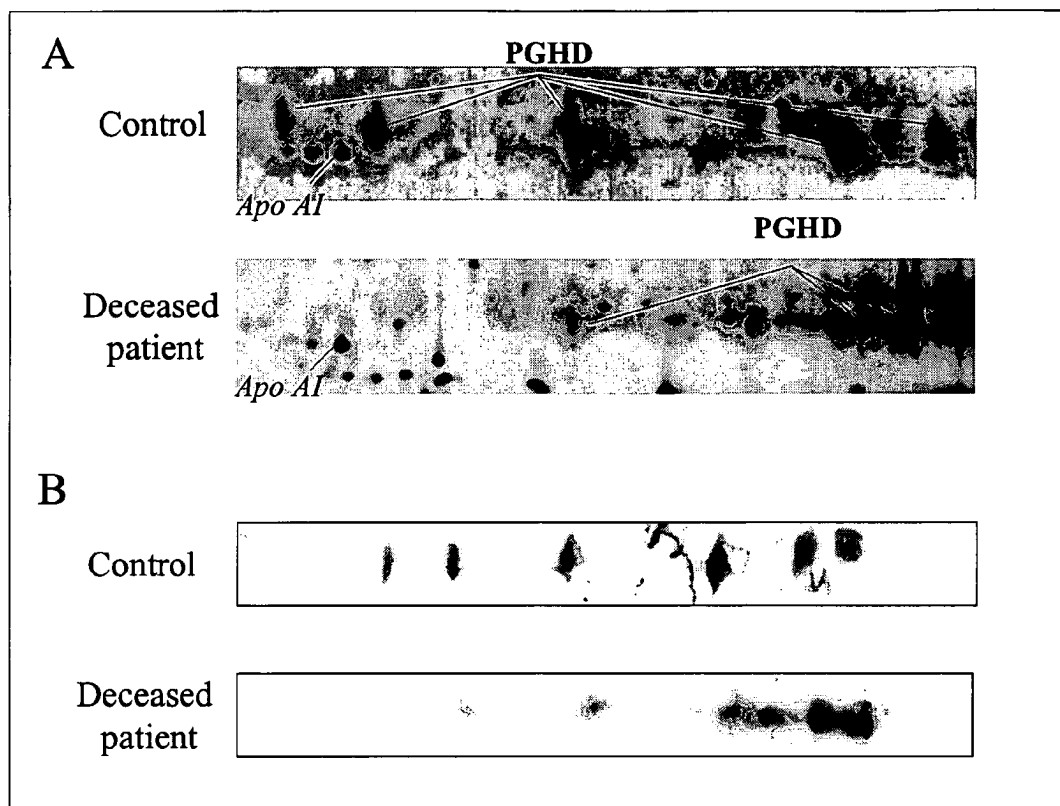 A
PGHD
Control
Apo AI
PGHD
Deceased
patient
Apo AI
B
Control
Deceased
patient